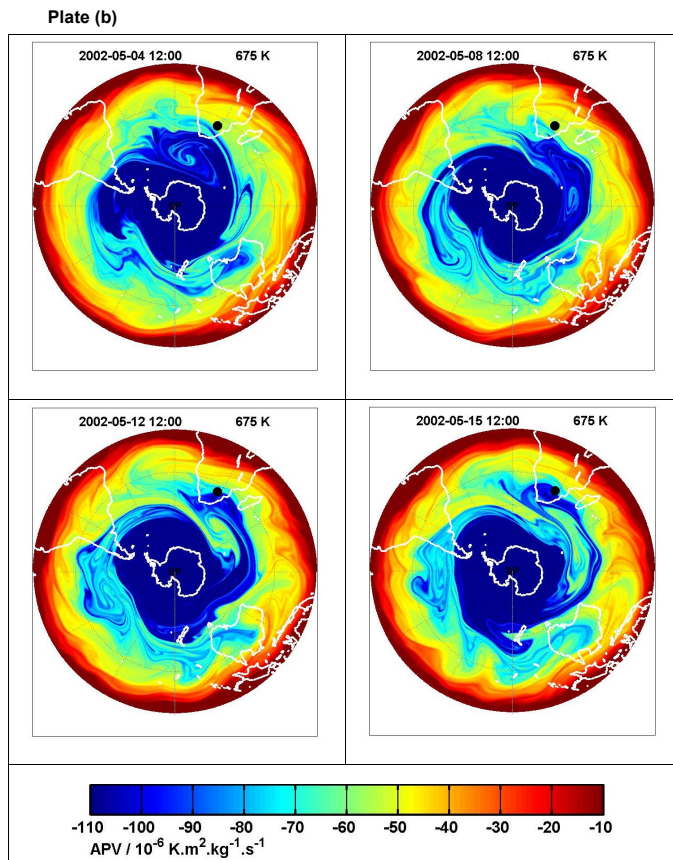 Plate (b)
2002-05-04 12:00 675 K
2002-05-08 12:00 675 K
2002-05-12 12:00 675 K
2002-05-15 12:00 675 K
-110 -100 -90 -80 -70 -60 -50 -40 -30 -20 -10
APV / 10⁻⁶ K.m².kg⁻¹.s⁻¹